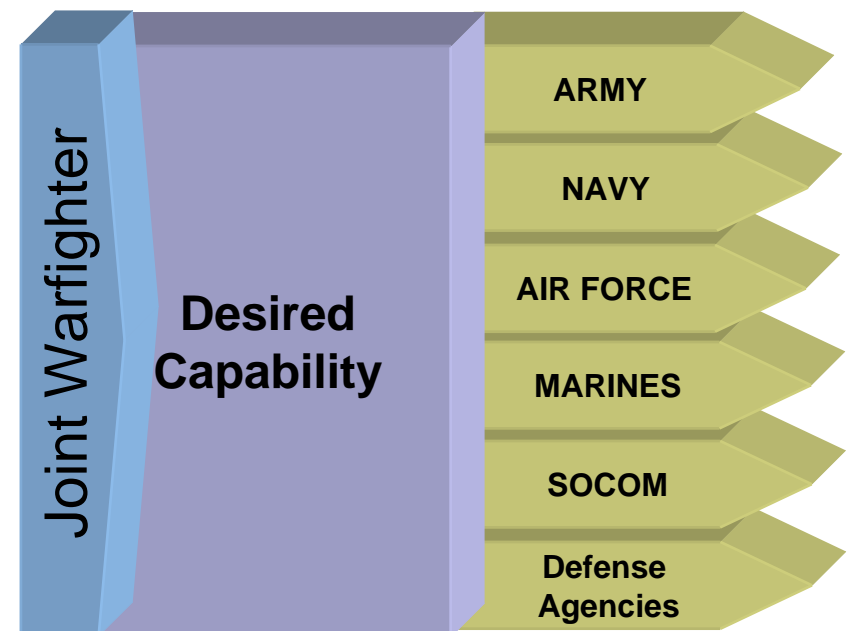 Joint Warfighter
Desired
Capability
ARMY
NAVY
AIR FORCE
MARINES
SOCOM
Defense
Agencies